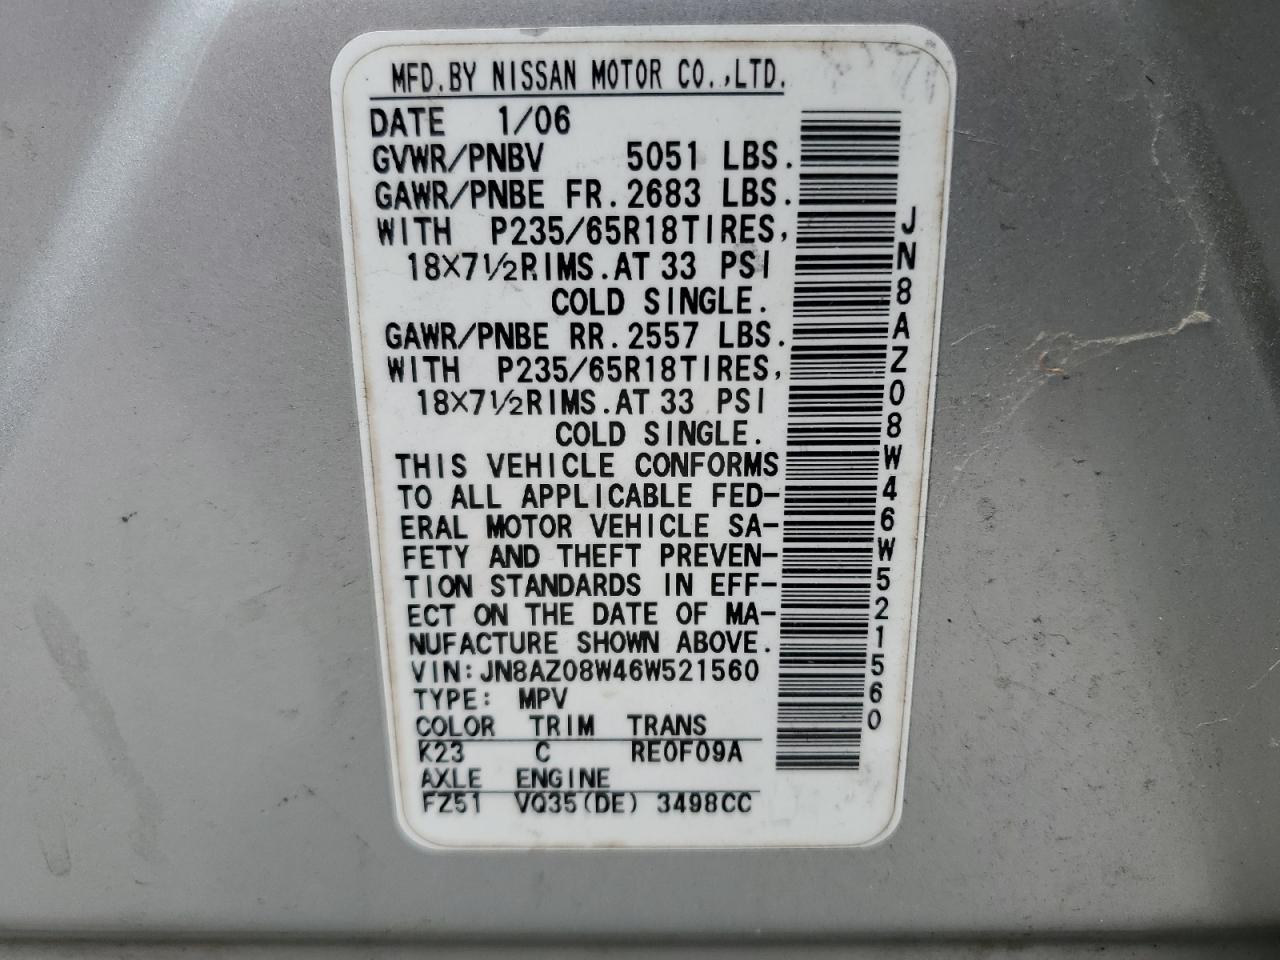 MFD.BY NISSAN MOTOR CO.,LTD.
DATE 1/06
GVWR/PNBV 5051 LBS.
GAWR/PNBE FR.2683 LBS.
WITH P235/65R18TIRES,
18×7½RIMS.AT 33 PSI
COLD SINGLE.
GAWR/PNBE RR.2557 LBS.
WITH P235/65R18TIRES,
18×7½RIMS.AT 33 PSI
COLD SINGLE.
THIS VEHICLE CONFORMS
TO ALL APPLICABLE FED-
ERAL MOTOR VEHICLE SA-
FETY AND THEFT PREVEN-
TION STANDARDS IN EFF-
ECT ON THE DATE OF MA-
NUFACTURE SHOWN ABOVE.
VIN:JN8AZ08W46W521560
TYPE: MPV
COLOR TRIM TRANS
K23 C RE0F09A
AXLE ENGINE
FZ51 VQ35(DE) 3498CC
JN8AZ08W46W521560